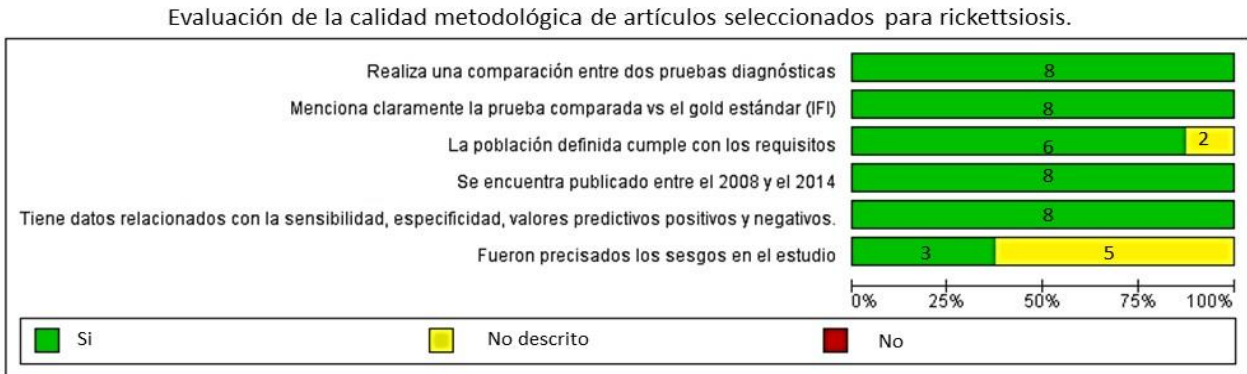 Evaluación de la calidad metodológica de artículos seleccionados para rickettsiosis.
Realiza una comparación entre dos pruebas diagnósticas 8
Menciona claramente la prueba comparada vs el gold estándar (IFI) 8
La población definida cumple con los requisitos 6 2
Se encuentra publicado entre el 2008 y el 2014 8
Tiene datos relacionados con la sensibilidad, especificidad, valores predictivos positivos y negativos. 8
Fueron precisados los sesgos en el estudio 3 5
0% 25% 50% 75% 100%
Si No descrito No